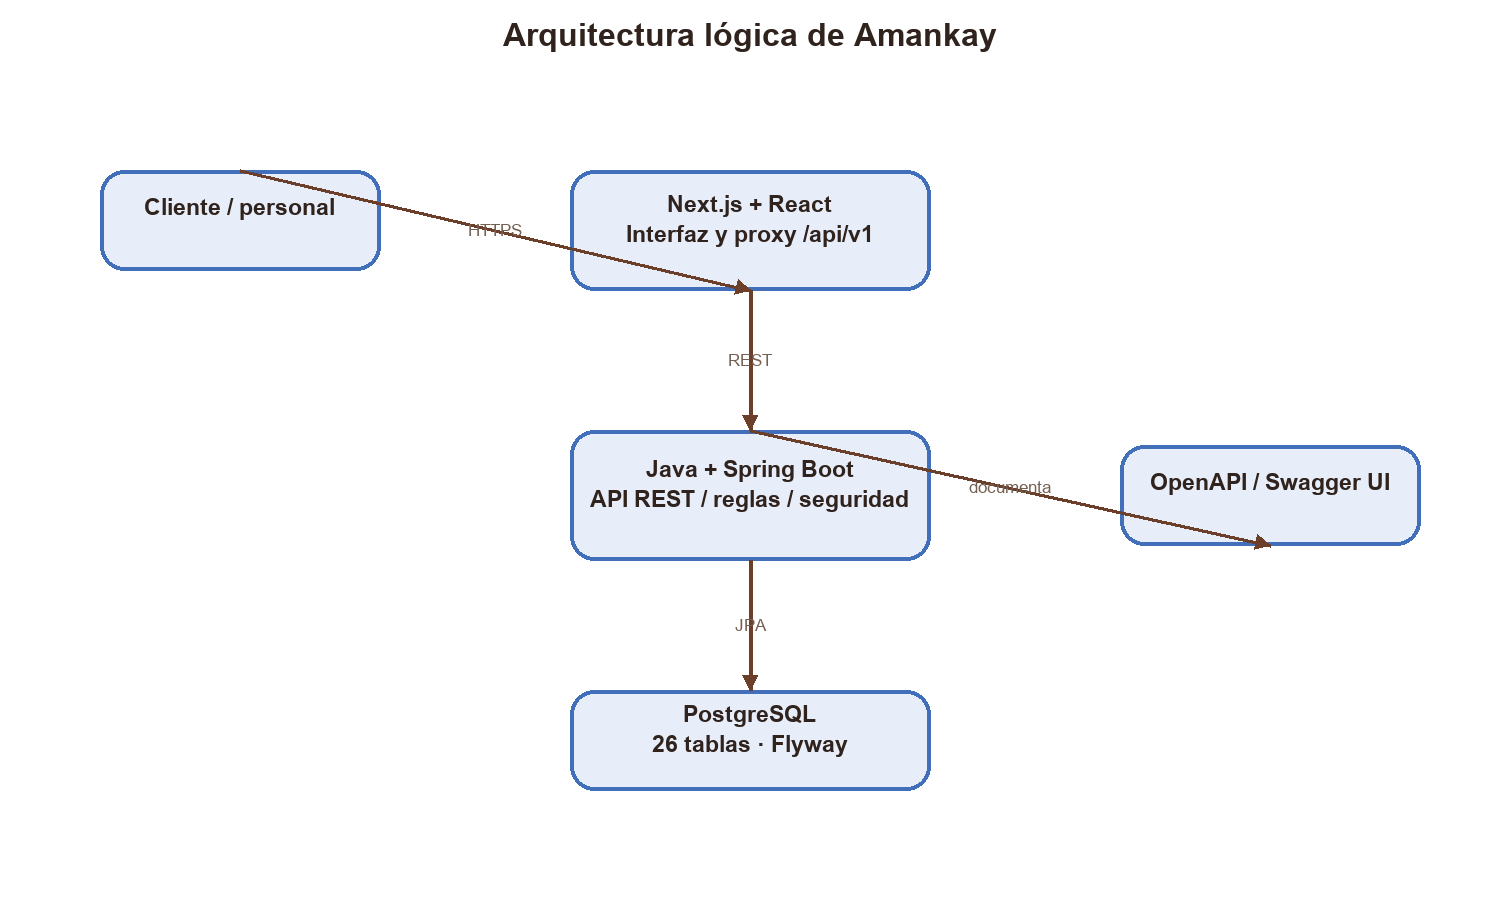 Arquitectura lógica de Amankay
Cliente / personal
HTTPS
Next.js + React
Interfaz y proxy /api/v1
REST
Java + Spring Boot
API REST / reglas / seguridad
documenta
OpenAPI / Swagger UI
JPA
PostgreSQL
26 tablas · Flyway